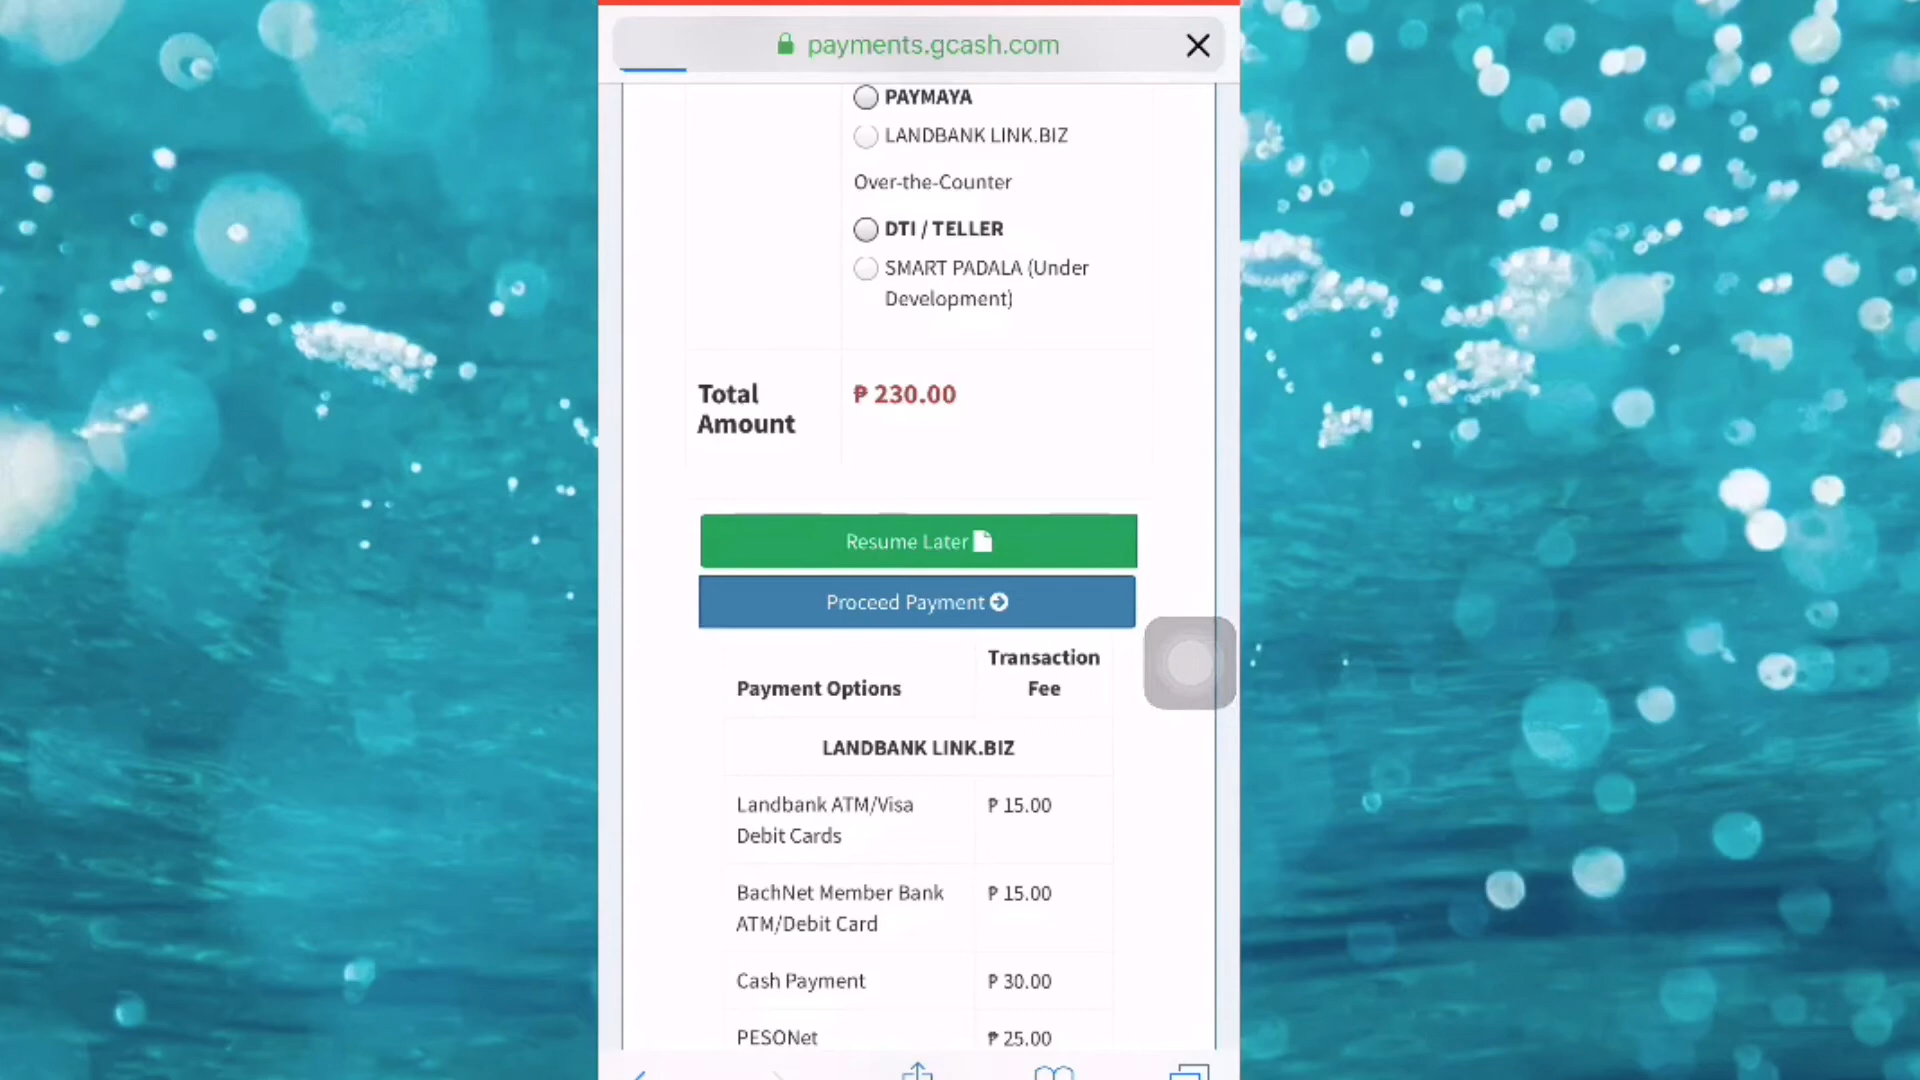 payments.gcash.com
PAYMAYA
LANDBANK LINK.BIZ
Over-the-Counter
DTI / TELLER
SMART PADALA (Under
Development)
Total
Amount
₱ 230.00
Resume Later
Proceed Payment
Payment Options
Transaction
Fee
LANDBANK LINK.BIZ
Landbank ATM/Visa
Debit Cards
₱ 15.00
BachNet Member Bank
ATM/Debit Card
₱ 15.00
Cash Payment
₱ 30.00
PESONet
₱ 25.00